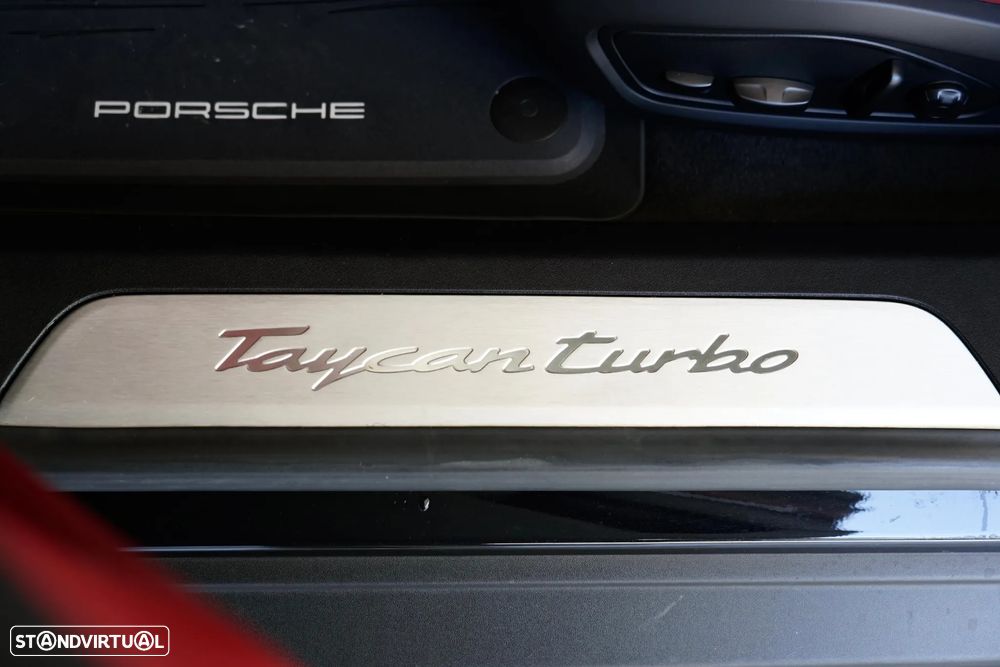 PORSCHE
Taycan turbo
STANDVIRTUAL